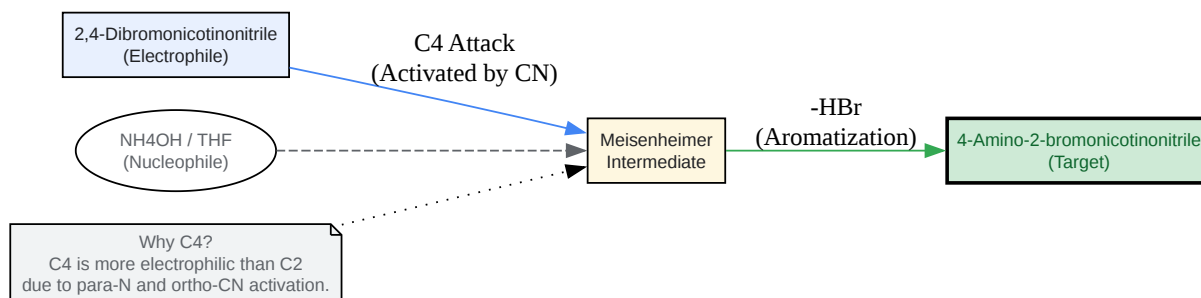 2,4-Dibromonicotinonitrile
(Electrophile)
C4 Attack
(Activated by CN)
NH4OH / THF
(Nucleophile)
Meisenheimer
Intermediate
-HBr
(Aromatization)
4-Amino-2-bromonicotinonitrile
(Target)
Why C4?
C4 is more electrophilic than C2
due to para-N and ortho-CN activation.